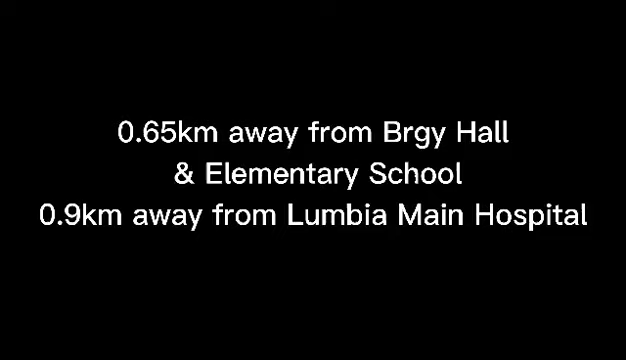 0.65km away from Brgy Hall
& Elementary School
0.9km away from Lumbia Main Hospital